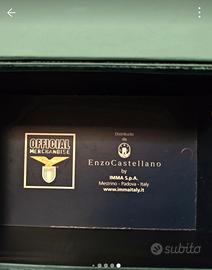 OFFICIAL
MERCHANDISE
Distribuito
da
EnzoCastellano
by
IMMA S.p.A.
Mestrino - Padova - Italy
www.immaitaly.it
subito